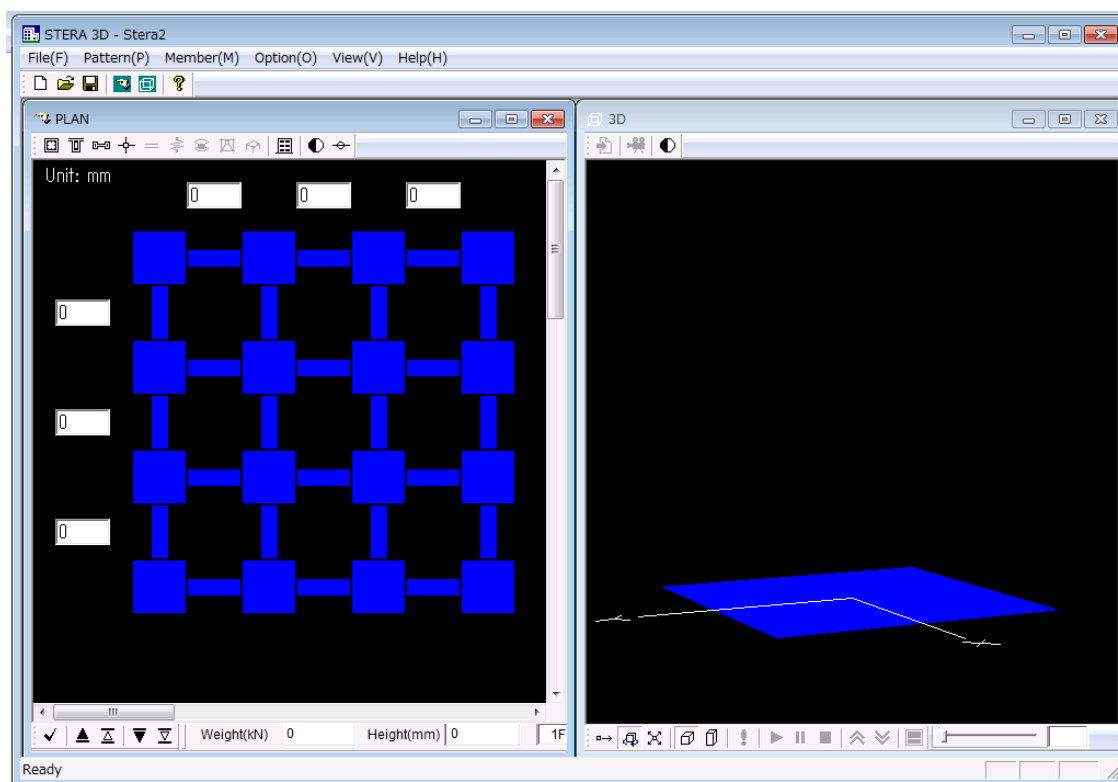 STERA 3D - Stera2
File(F) Pattern(P) Member(M) Option(O) View(V) Help(H)
PLAN
3D
Unit: mm
0 0 0
0
0
0
Weight(kN) 0 Height(mm) 0 1F
Ready